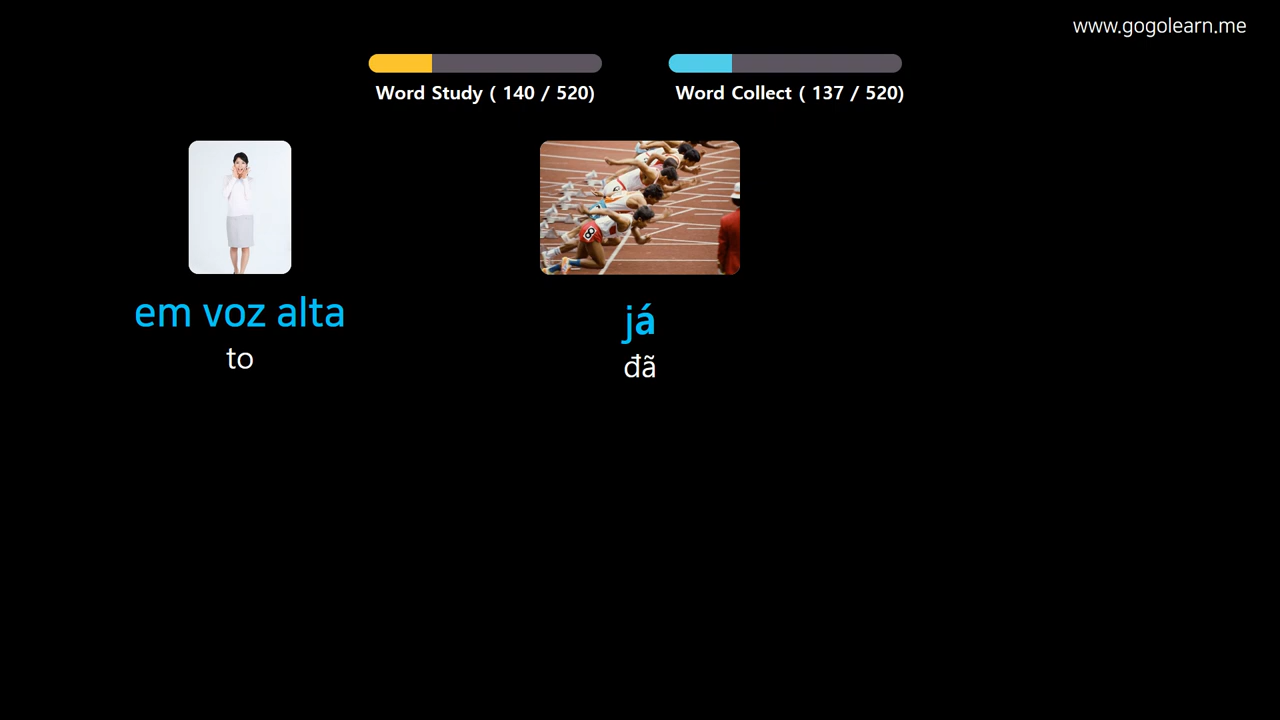 www.gogolearn.me
Word Study ( 140 / 520)
Word Collect ( 137 / 520)
em voz alta
to
já
đã